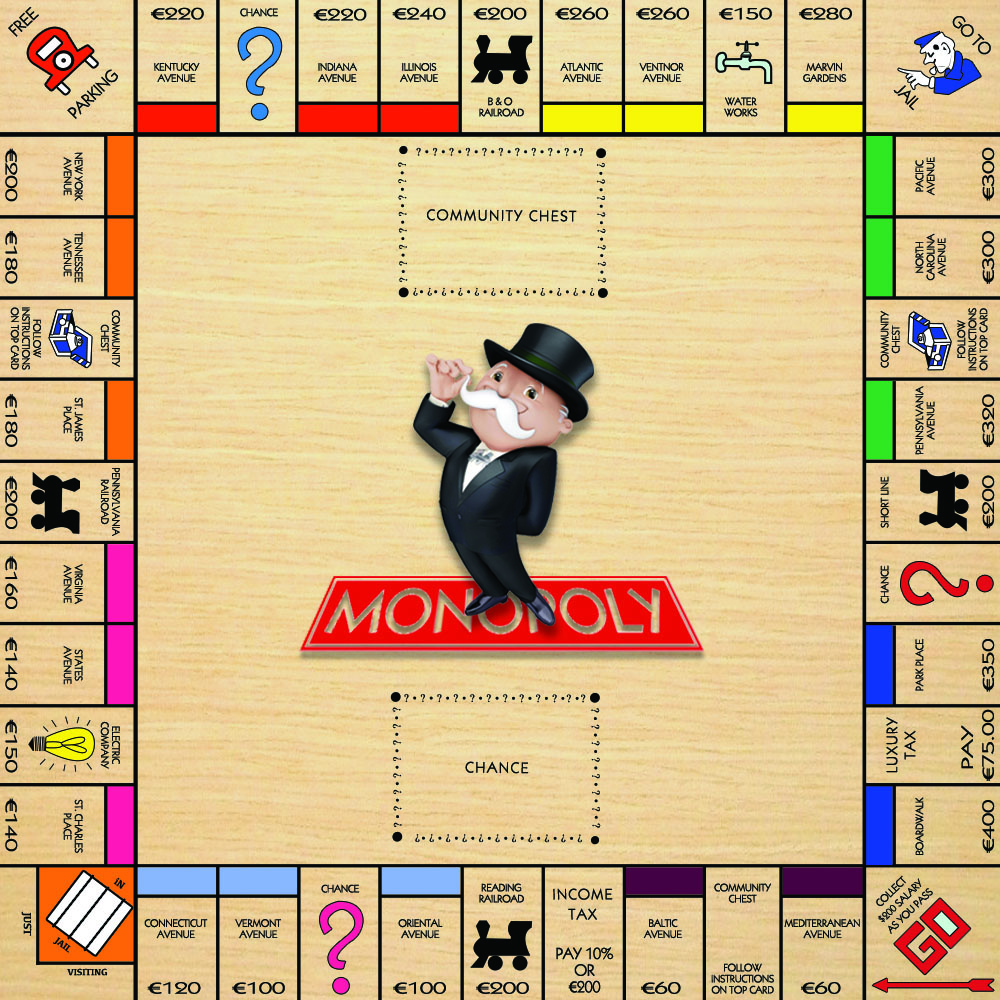 FREE
PARKING
€220
KENTUCKY
AVENUE
CHANCE
?
€220
INDIANA
AVENUE
€240
ILLINOIS
AVENUE
€200
B & O
RAILROAD
€260
ATLANTIC
AVENUE
€260
VENTNOR
AVENUE
€150
WATER
WORKS
€280
MARVIN
GARDENS
GO TO
JAIL
NEW YORK
AVENUE
€200
TENNESSEE
AVENUE
€180
COMMUNITY
CHEST
FOLLOW
INSTRUCTIONS
ON TOP CARD
ST. JAMES
PLACE
€180
PENNSYLVANIA
RAILROAD
€200
VIRGINIA
AVENUE
€160
STATES
AVENUE
€140
ELECTRIC
COMPANY
€150
ST. CHARLES
PLACE
€140
COMMUNITY CHEST
MONOPOLY
CHANCE
PACIFIC
AVENUE
€300
NORTH
CAROLINA
AVENUE
€300
COMMUNITY
CHEST
FOLLOW
INSTRUCTIONS
ON TOP CARD
PENNSYLVANIA
AVENUE
€320
SHORT LINE
€200
CHANCE
?
PARK PLACE
€350
LUXURY
TAX
PAY
€75.00
BOARDWALK
€400
IN
JAIL
JUST
VISITING
CONNECTICUT
AVENUE
€120
VERMONT
AVENUE
€100
CHANCE
?
ORIENTAL
AVENUE
€100
READING
RAILROAD
€200
INCOME
TAX
PAY 10%
OR
€200
BALTIC
AVENUE
€60
COMMUNITY
CHEST
FOLLOW
INSTRUCTIONS
ON TOP CARD
MEDITERRANEAN
AVENUE
€60
COLLECT
$200 SALARY
AS YOU PASS
GO